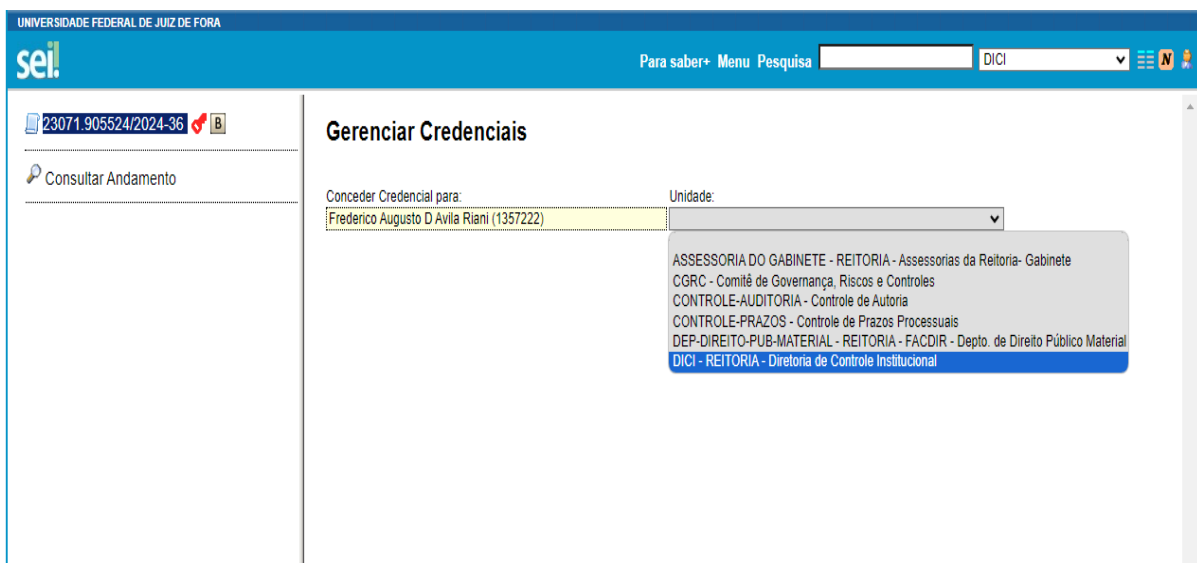 UNIVERSIDADE FEDERAL DE JUIZ DE FORA
sei!
Para saber+ Menu Pesquisa DICI N
23071.905524/2024-36 B
Consultar Andamento
Gerenciar Credenciais
Conceder Credencial para: Unidade:
Frederico Augusto D Avila Riani (1357222)
ASSESSORIA DO GABINETE - REITORIA - Assessorias da Reitoria- Gabinete
CGRC - Comitê de Governança, Riscos e Controles
CONTROLE-AUDITORIA - Controle de Autoria
CONTROLE-PRAZOS - Controle de Prazos Processuais
DEP-DIREITO-PUB-MATERIAL - REITORIA - FACDIR - Depto. de Direito Público Material
DICI - REITORIA - Diretoria de Controle Institucional